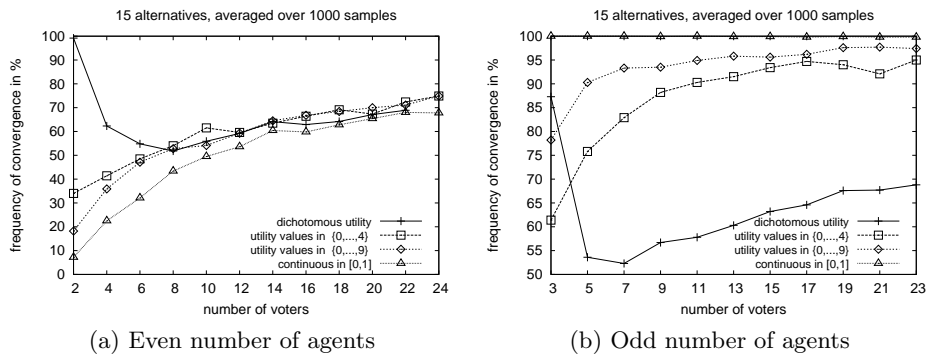 15 alternatives, averaged over 1000 samples
frequency of convergence in %
100
90
80
70
60
50
40
30
20
10
0
dichotomous utility
utility values in {0,...,4}
utility values in {0,...,9}
continuous in [0,1]
2 4 6 8 10 12 14 16 18 20 22 24
number of voters
(a) Even number of agents
15 alternatives, averaged over 1000 samples
frequency of convergence in %
100
95
90
85
80
75
70
65
60
55
50
dichotomous utility
utility values in {0,...,4}
utility values in {0,...,9}
continuous in [0,1]
3 5 7 9 11 13 15 17 19 21 23
number of voters
(b) Odd number of agents